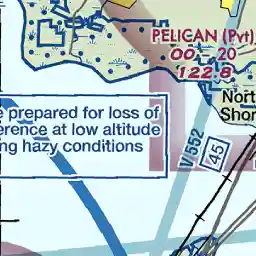 PELICAN (Pvt)
00 - 20
122.8
North
Shor
e prepared for loss of
erence at low altitude
ng hazy conditions
V 552
45